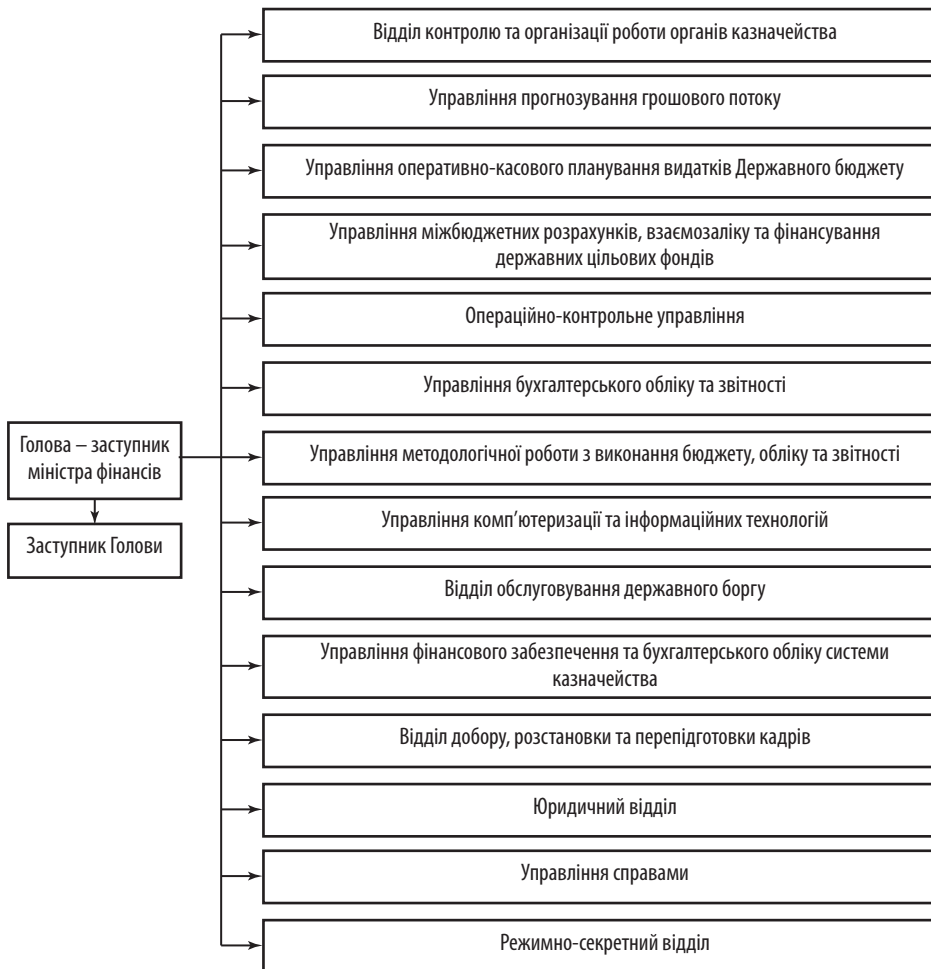 Відділ контролю та організації роботи органів казначейства
Управління прогнозування грошового потоку
Управління оперативно-касового планування видатків Державного бюджету
Управління міжбюджетних розрахунків, взаємозаліку та фінансування
державних цільових фондів
Операційно-контрольне управління
Управління бухгалтерського обліку та звітності
Голова – заступник
міністра фінансів
Управління методологічної роботи з виконання бюджету, обліку та звітності
Заступник Голови
Управління комп’ютеризації та інформаційних технологій
Відділ обслуговування державного боргу
Управління фінансового забезпечення та бухгалтерського обліку системи
казначейства
Відділ добору, розстановки та перепідготовки кадрів
Юридичний відділ
Управління справами
Режимно-секретний відділ